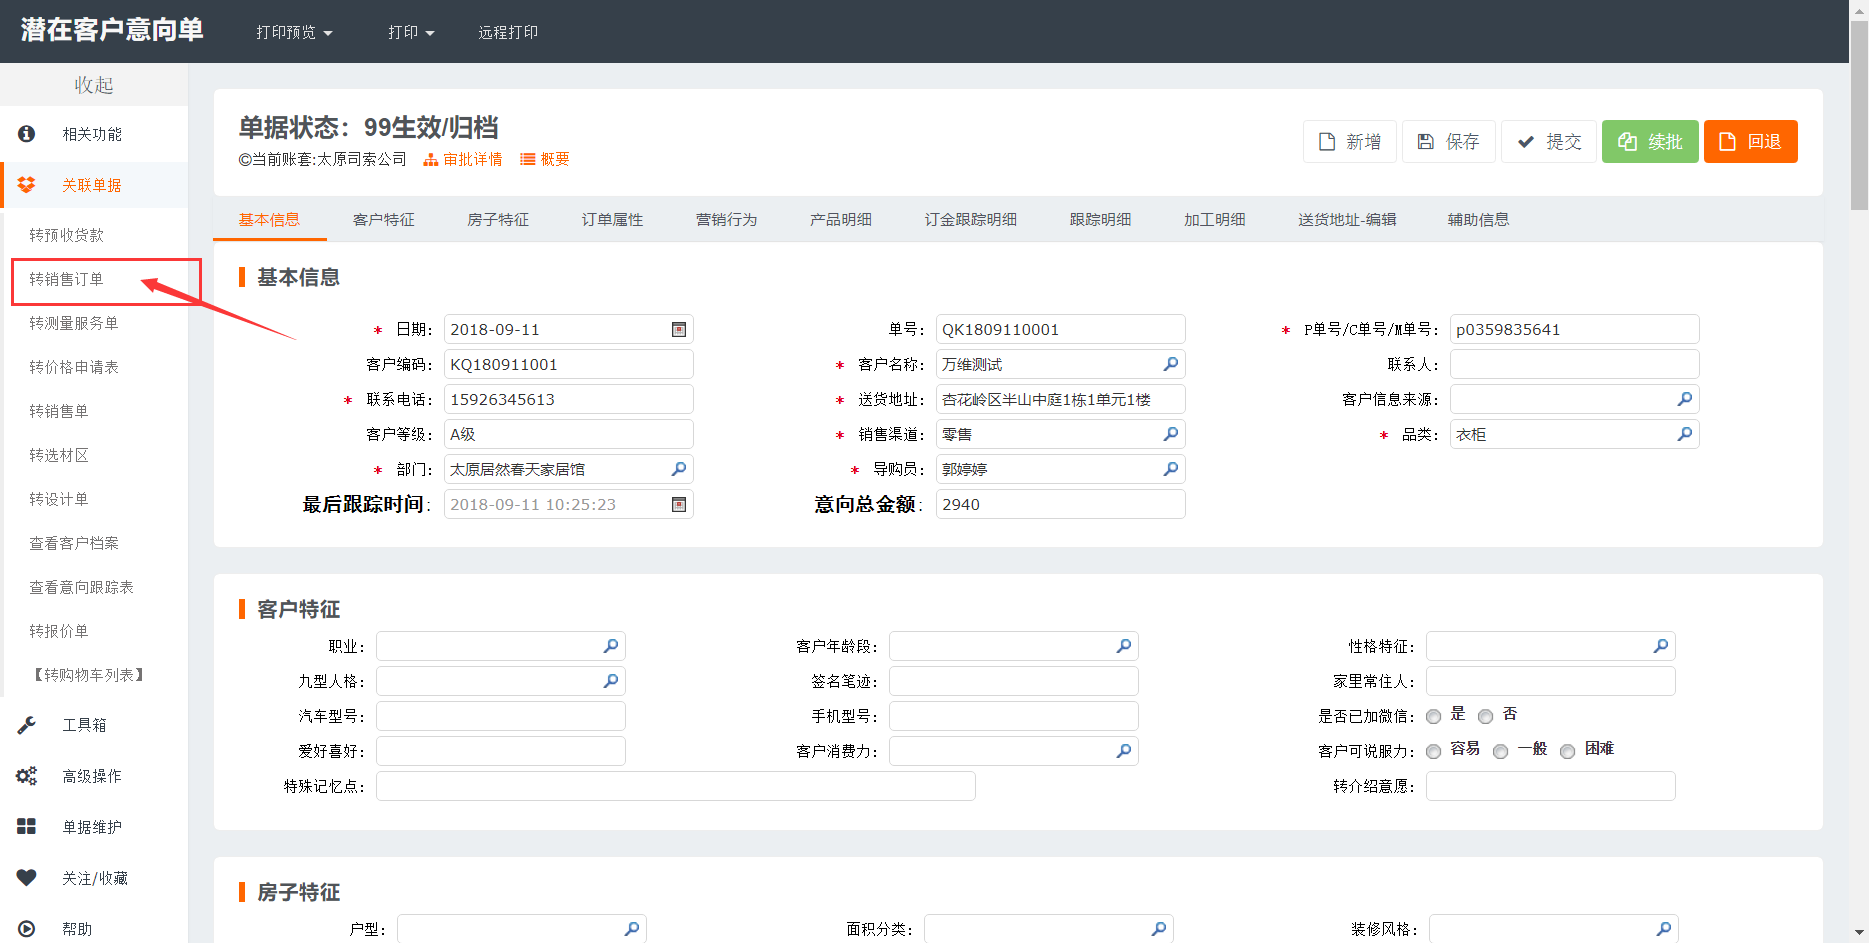 潜在客户意向单 打印预览 打印 远程打印
收起
相关功能
关联单据
转预收货款
转销售订单
转测量服务单
转价格申请表
转销售单
转选材区
转设计单
查看客户档案
查看意向跟踪表
转报价单
【转购物车列表】
工具箱
高级操作
单据维护
关注/收藏
帮助
单据状态：99生效/归档
©当前账套:太原司索公司 审批详情 概要
新增 保存 提交 续批 回退
基本信息 客户特征 房子特征 订单属性 营销行为 产品明细 订金跟踪明细 跟踪明细 加工明细 送货地址-编辑 辅助信息
基本信息
* 日期： 2018-09-11 单号： QK1809110001 * P单号/C单号/M单号： p0359835641
客户编码： KQ180911001 * 客户名称： 万维测试 联系人：
* 联系电话： 15926345613 * 送货地址： 杏花岭区半山中庭1栋1单元1楼 客户信息来源：
客户等级： A级 * 销售渠道： 零售 * 品类： 衣柜
* 部门： 太原居然春天家居馆 * 导购员： 郭婷婷
最后跟踪时间： 2018-09-11 10:25:23 意向总金额： 2940
客户特征
职业： 客户年龄段： 性格特征：
九型人格： 签名笔迹： 家里常住人：
汽车型号： 手机型号： 是否已加微信： 是 否
爱好喜好： 客户消费力： 客户可说服力： 容易 一般 困难
特殊记忆点： 转介绍意愿：
房子特征
户型： 面积分类： 装修风格：